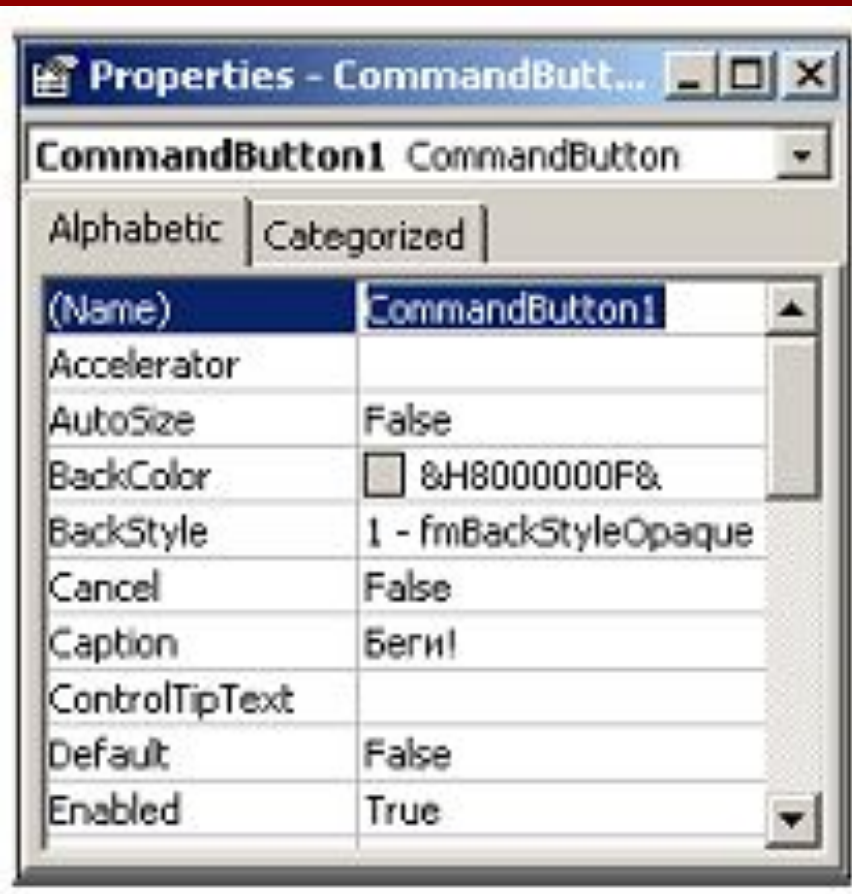 Properties - CommandButt...
CommandButton1 CommandButton
Alphabetic Categorized
(Name) CommandButton1
Accelerator
AutoSize False
BackColor &H8000000F&
BackStyle 1 - fmBackStyleOpaque
Cancel False
Caption Беги!
ControlTipText
Default False
Enabled True